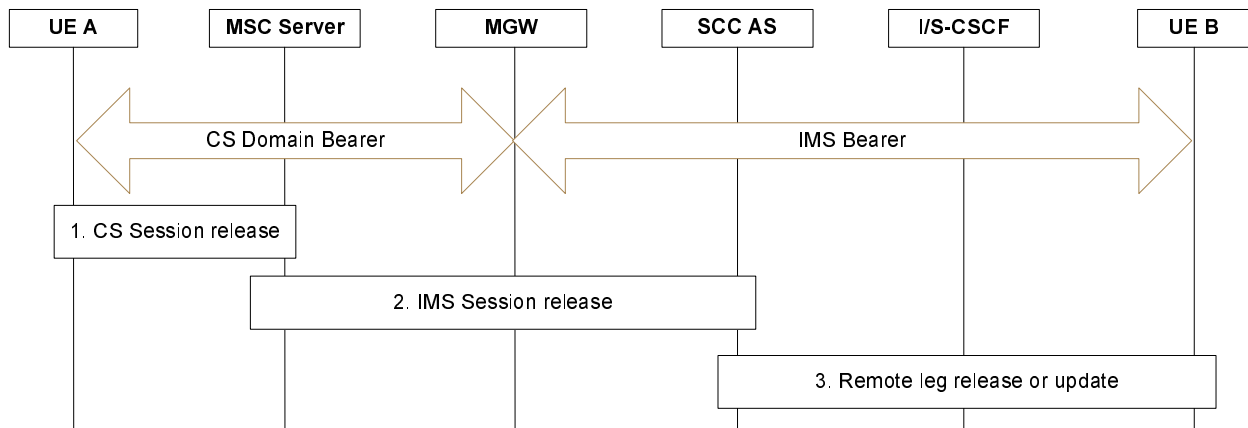 UE A
MSC Server
MGW
SCC AS
I/S-CSCF
UE B
CS Domain Bearer
IMS Bearer
1. CS Session release
2. IMS Session release
3. Remote leg release or update